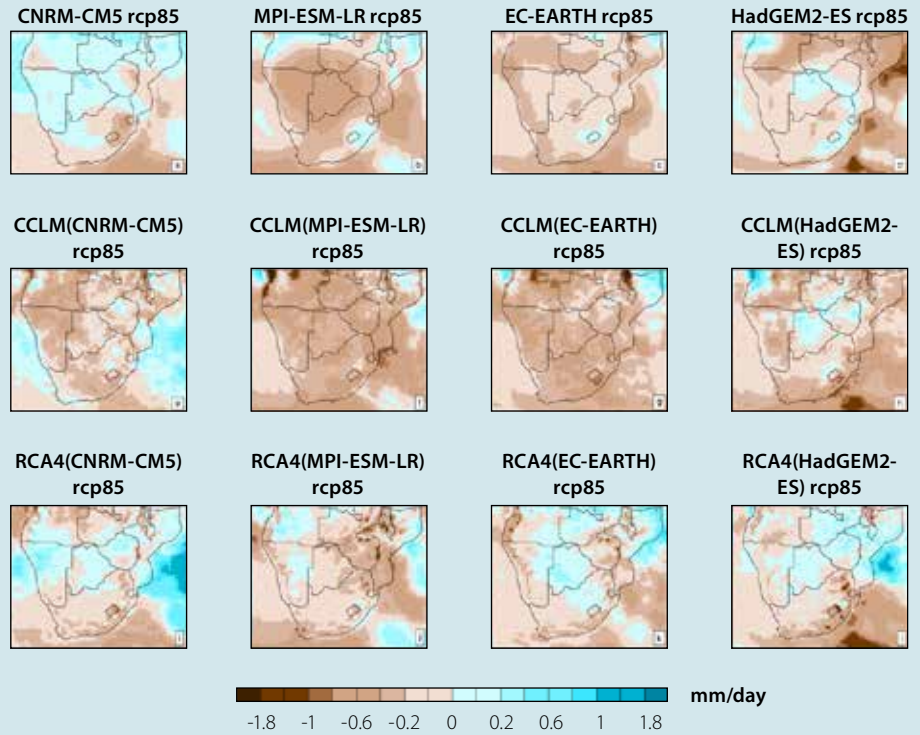 CNRM-CM5 rcp85
MPI-ESM-LR rcp85
EC-EARTH rcp85
HadGEM2-ES rcp85
CCLM(CNRM-CM5)
rcp85
CCLM(MPI-ESM-LR)
rcp85
CCLM(EC-EARTH)
rcp85
CCLM(HadGEM2-
ES) rcp85
RCA4(CNRM-CM5)
rcp85
RCA4(MPI-ESM-LR)
rcp85
RCA4(EC-EARTH)
rcp85
RCA4(HadGEM2-
ES) rcp85
mm/day
-1.8 -1 -0.6 -0.2 0 0.2 0.6 1 1.8